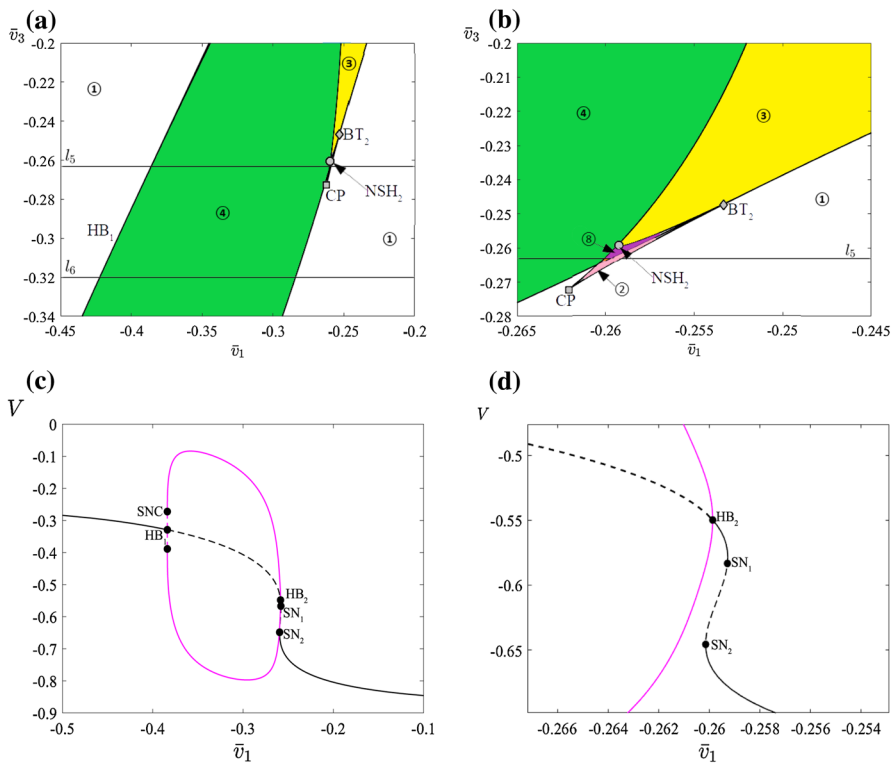 (a)
v̄₃
-0.2
-0.22
-0.24
-0.26
-0.28
-0.3
-0.32
-0.34
-0.45
-0.4
-0.35
-0.3
-0.25
-0.2
v̄₁
①
③
BT₂
l₅
CP
NSH₂
④
HB₁
①
l₆
(b)
v̄₃
-0.2
-0.21
-0.22
-0.23
-0.24
-0.25
-0.26
-0.27
-0.28
-0.265
-0.26
-0.255
-0.25
-0.245
v̄₁
④
③
①
BT₂
⑧
l₅
NSH₂
②
CP
(c)
V
0
-0.1
-0.2
-0.3
-0.4
-0.5
-0.6
-0.7
-0.8
-0.9
-0.5
-0.4
-0.3
-0.2
-0.1
v̄₁
SNC
HB₁
HB₂
SN₁
SN₂
(d)
V
-0.5
-0.55
-0.6
-0.65
-0.266
-0.264
-0.262
-0.26
-0.258
-0.256
-0.254
v̄₁
HB₂
SN₁
SN₂